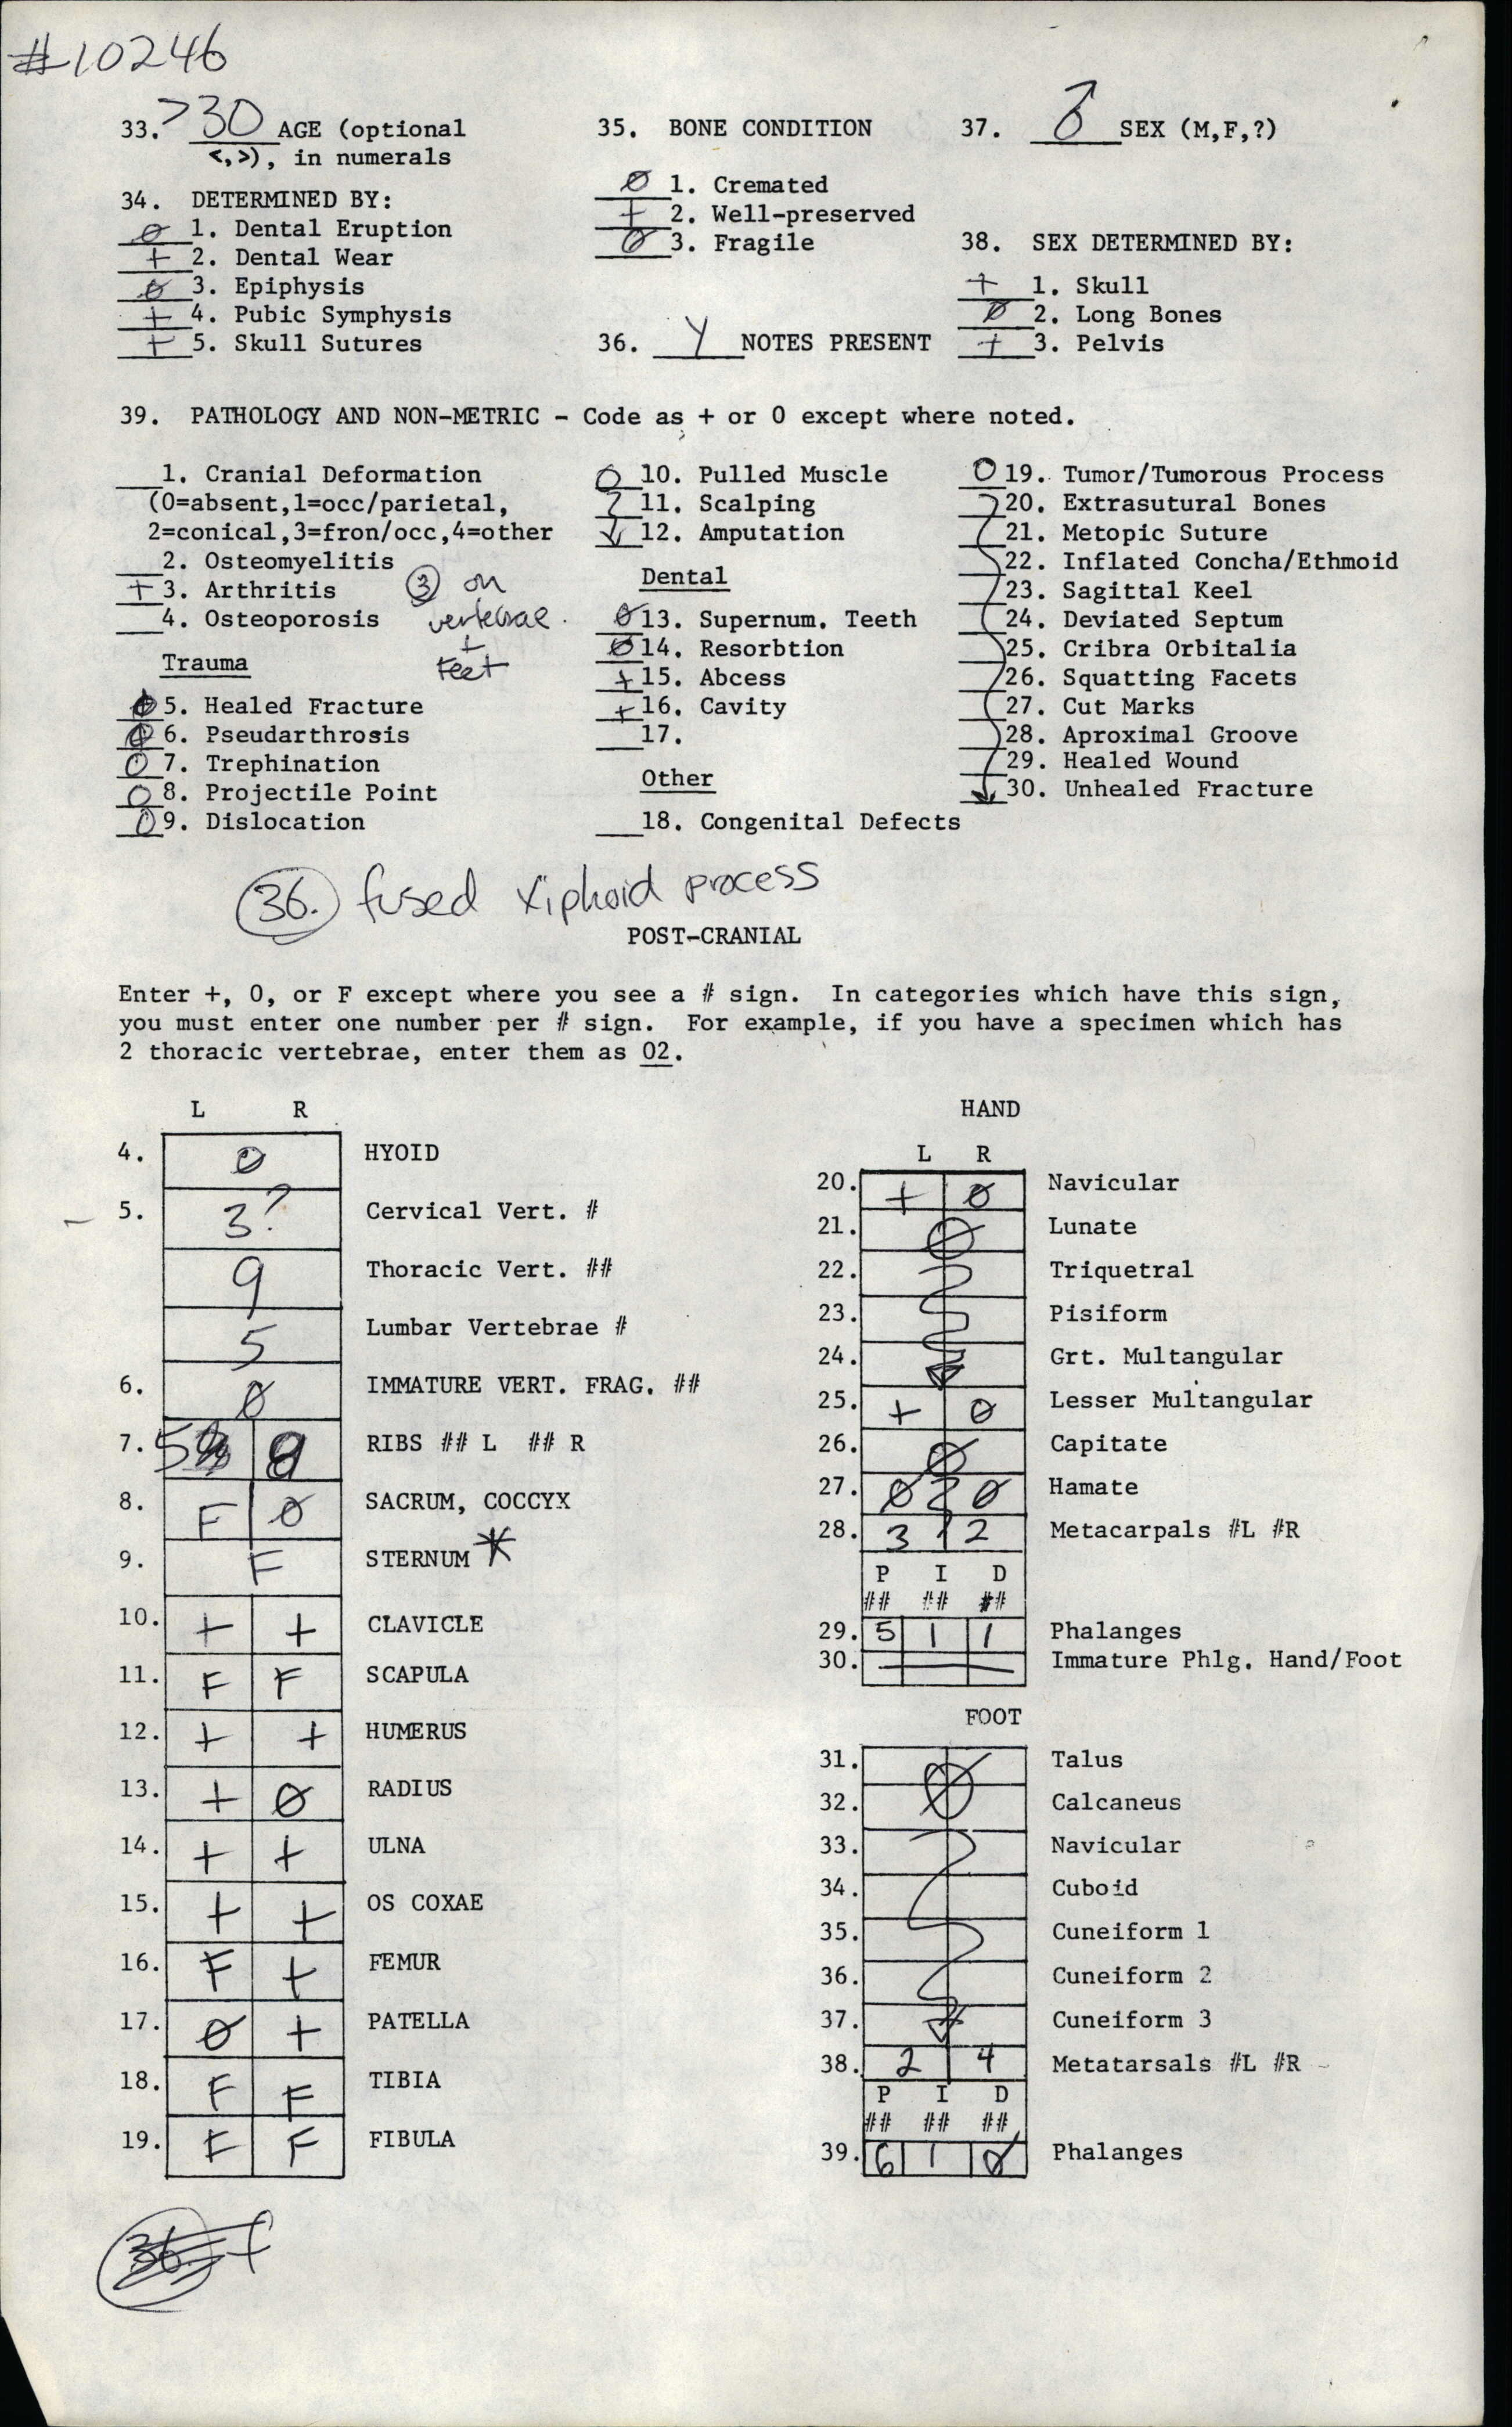 #10246
33. >30 AGE (optional
<,>), in numerals
34. DETERMINED BY:
0 1. Dental Eruption
+ 2. Dental Wear
0 3. Epiphysis
+ 4. Pubic Symphysis
+ 5. Skull Sutures
35. BONE CONDITION
0 1. Cremated
+ 2. Well-preserved
0 3. Fragile
36. Y NOTES PRESENT
37. ♂ SEX (M,F,?)
38. SEX DETERMINED BY:
+ 1. Skull
0 2. Long Bones
+ 3. Pelvis
39. PATHOLOGY AND NON-METRIC - Code as + or 0 except where noted.
1. Cranial Deformation
(0=absent,1=occ/parietal,
2=conical,3=fron/occ,4=other
2. Osteomyelitis
+ 3. Arthritis
4. Osteoporosis
③ on
vertebrae.
+
feet
Trauma
5. Healed Fracture
6. Pseudarthrosis
0 7. Trephination
0 8. Projectile Point
0 9. Dislocation
0 10. Pulled Muscle
11. Scalping
12. Amputation
Dental
0 13. Supernum. Teeth
0 14. Resorbtion
+ 15. Abcess
+ 16. Cavity
17.
Other
18. Congenital Defects
0 19. Tumor/Tumorous Process
20. Extrasutural Bones
21. Metopic Suture
22. Inflated Concha/Ethmoid
23. Sagittal Keel
24. Deviated Septum
25. Cribra Orbitalia
26. Squatting Facets
27. Cut Marks
28. Aproximal Groove
29. Healed Wound
30. Unhealed Fracture
36. fused xiphoid process
POST-CRANIAL
Enter +, 0, or F except where you see a # sign. In categories which have this sign,
you must enter one number per # sign. For example, if you have a specimen which has
2 thoracic vertebrae, enter them as 02.
L R
4. 0 HYOID
5. 3? Cervical Vert. #
9 Thoracic Vert. ##
5 Lumbar Vertebrae #
6. 0 IMMATURE VERT. FRAG. ##
7. 5 RIBS ## L ## R
8. F 0 SACRUM, COCCYX
9. F STERNUM *
10. + + CLAVICLE
11. F F SCAPULA
12. + + HUMERUS
13. + 0 RADIUS
14. + + ULNA
15. + + OS COXAE
16. F + FEMUR
17. 0 + PATELLA
18. F F TIBIA
19. F F FIBULA
HAND
L R
20. + 0 Navicular
21. 0 Lunate
22. Triquetral
23. Pisiform
24. Grt. Multangular
25. + 0 Lesser Multangular
26. 0 Capitate
27. 0 0 Hamate
28. 3 2 Metacarpals #L #R
P I D
## ## ##
29. 5 1 1 Phalanges
30. — Immature Phlg. Hand/Foot
FOOT
31. 0 Talus
32. Calcaneus
33. Navicular
34. Cuboid
35. Cuneiform 1
36. Cuneiform 2
37. Cuneiform 3
38. 2 4 Metatarsals #L #R
P I D
## ## ##
39. 6 1 0 Phalanges